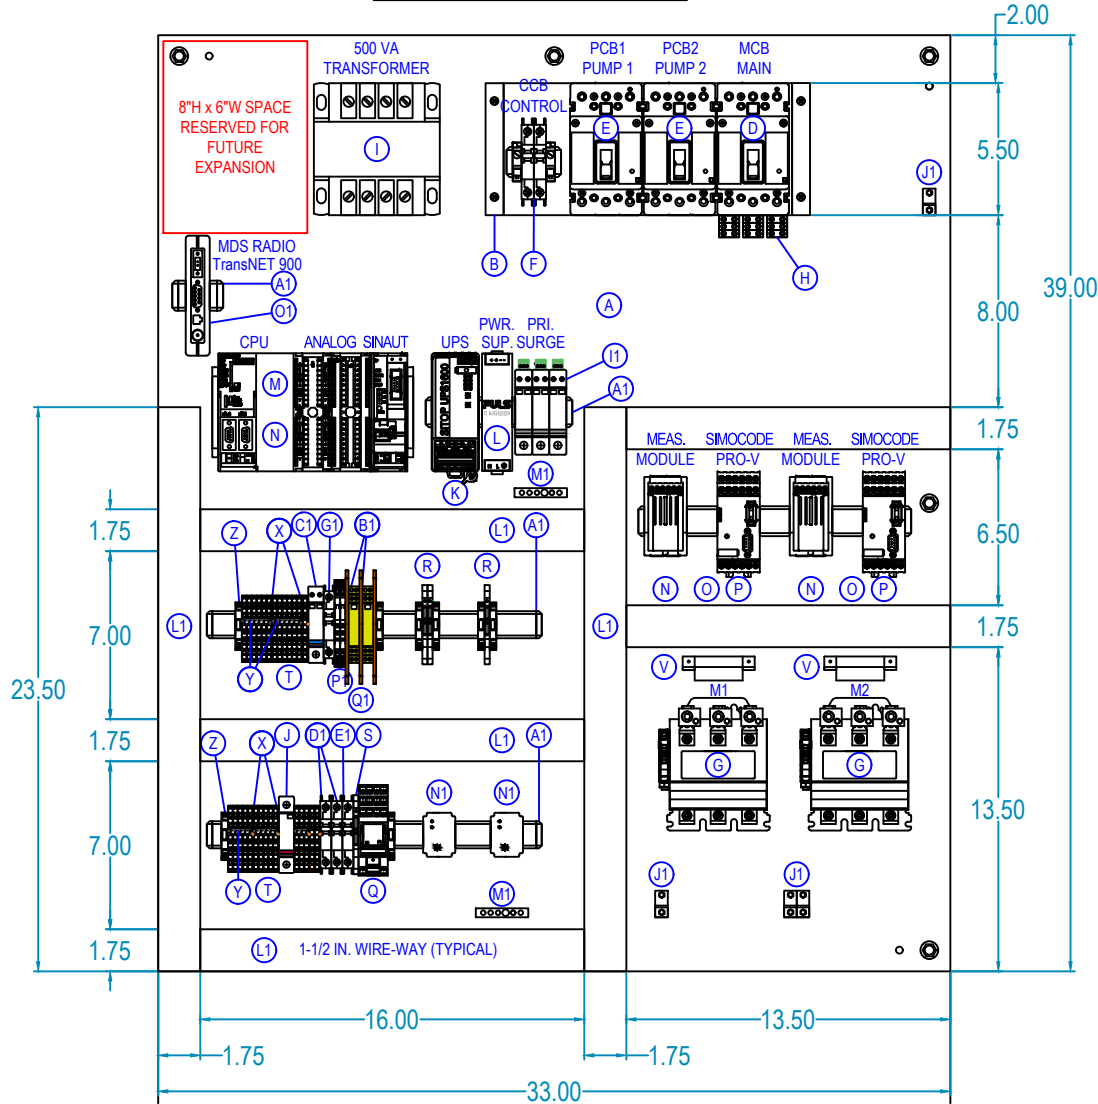 2.00
500 VA
TRANSFORMER
PCB1
PUMP 1
PCB2
PUMP 2
MCB
MAIN
CCB
CONTROL
8"H x 6"W SPACE
RESERVED FOR
FUTURE
EXPANSION
I
E
E
D
5.50
J1
B
F
H
MDS RADIO
TransNET 900
A1
O1
A
39.00
8.00
CPU
ANALOG
SINAUT
UPS
PWR.
SUP.
PRI.
SURGE
I1
A1
M
N
SITOP UPS1600
PULS
L
K
M1
1.75
MEAS.
MODULE
SIMOCODE
PRO-V
MEAS.
MODULE
SIMOCODE
PRO-V
6.50
N
O
P
N
O
P
1.75
Z
X
C1
G1
B1
L1
A1
R
R
L1
L1
7.00
Y
T
P1
Q1
1.75
23.50
V
V
M1
M2
G
G
1.75
Z
X
J
D1
E1
S
L1
A1
N1
N1
13.50
7.00
Y
T
Q
M1
J1
J1
1.75
L1
1-1/2 IN. WIRE-WAY (TYPICAL)
16.00
13.50
1.75
1.75
33.00